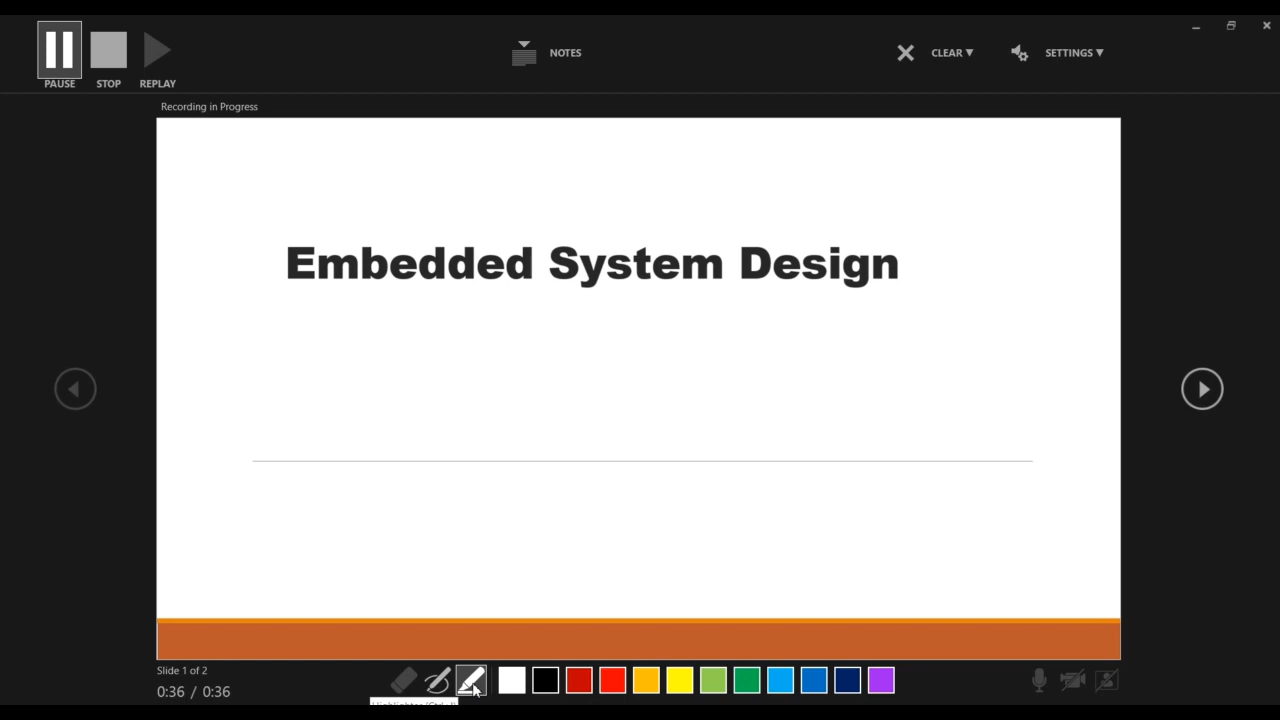 PAUSE STOP REPLAY
NOTES
CLEAR
SETTINGS
Recording in Progress
Embedded System Design
Slide 1 of 2
0:36 / 0:36